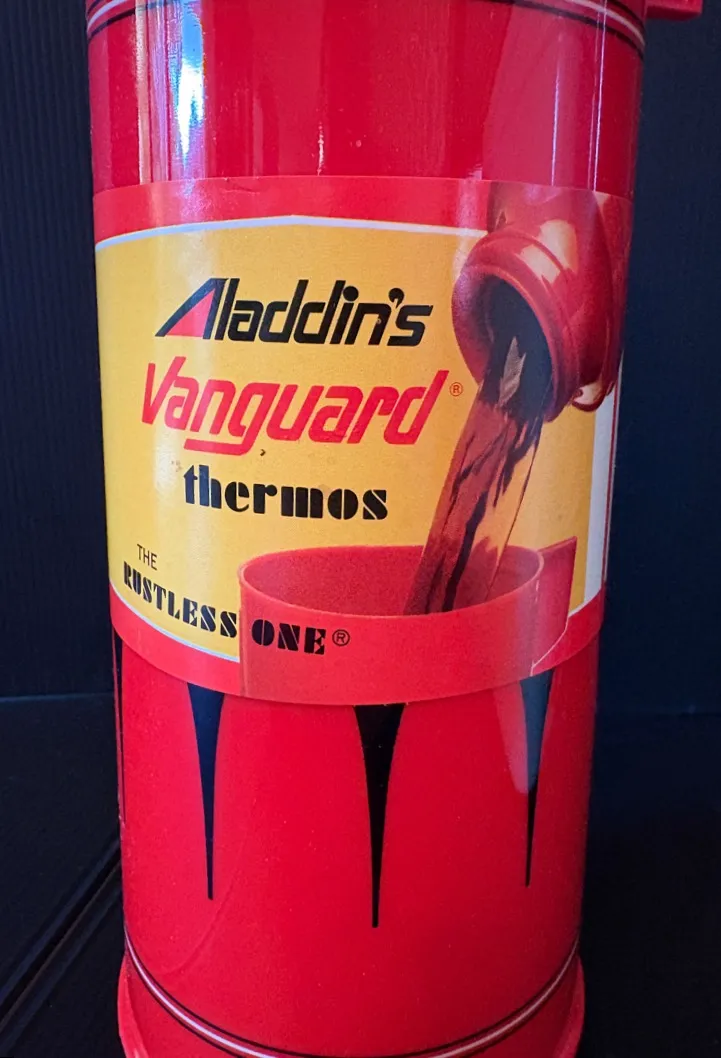 Aladdin's
Vanguard®
thermos
THE
RUSTLESS ONE®